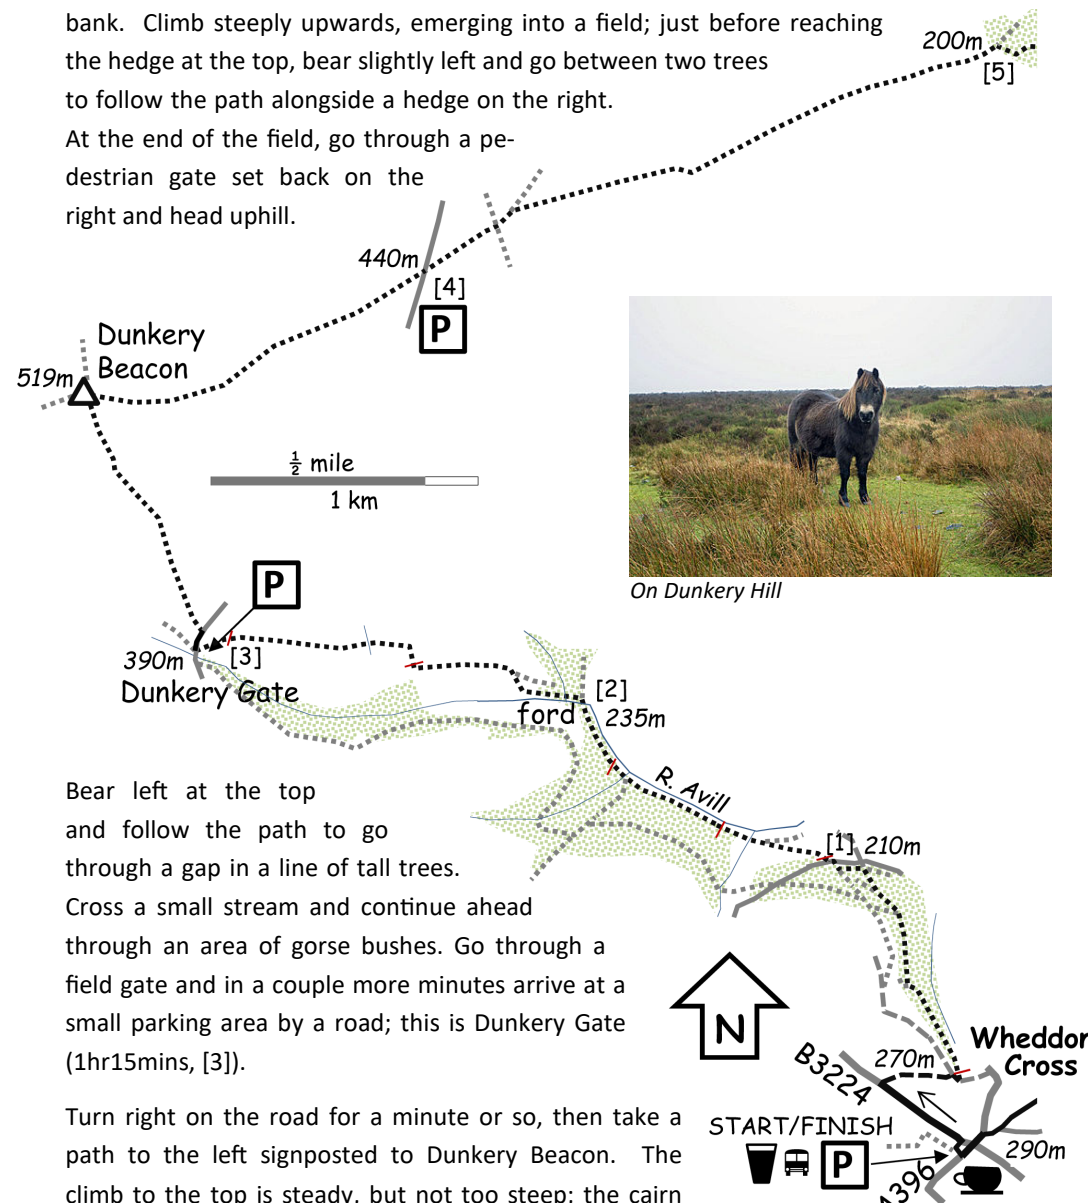 bank. Climb steeply upwards, emerging into a field; just before reaching
the hedge at the top, bear slightly left and go between two trees
to follow the path alongside a hedge on the right.
At the end of the field, go through a pe-
destrian gate set back on the
right and head uphill.
200m
[5]
440m
[4]
P
Dunkery
Beacon
519m
½ mile
1 km
On Dunkery Hill
P
390m
[3]
Dunkery Gate
[2]
ford
235m
R. Avill
[1]
210m
Bear left at the top
and follow the path to go
through a gap in a line of tall trees.
Cross a small stream and continue ahead
through an area of gorse bushes. Go through a
field gate and in a couple more minutes arrive at a
small parking area by a road; this is Dunkery Gate
(1hr15mins, [3]).
N
Wheddon
Cross
270m
B3224
START/FINISH
P
290m
A396
Turn right on the road for a minute or so, then take a
path to the left signposted to Dunkery Beacon. The
climb to the top is steady, but not too steep; the cairn